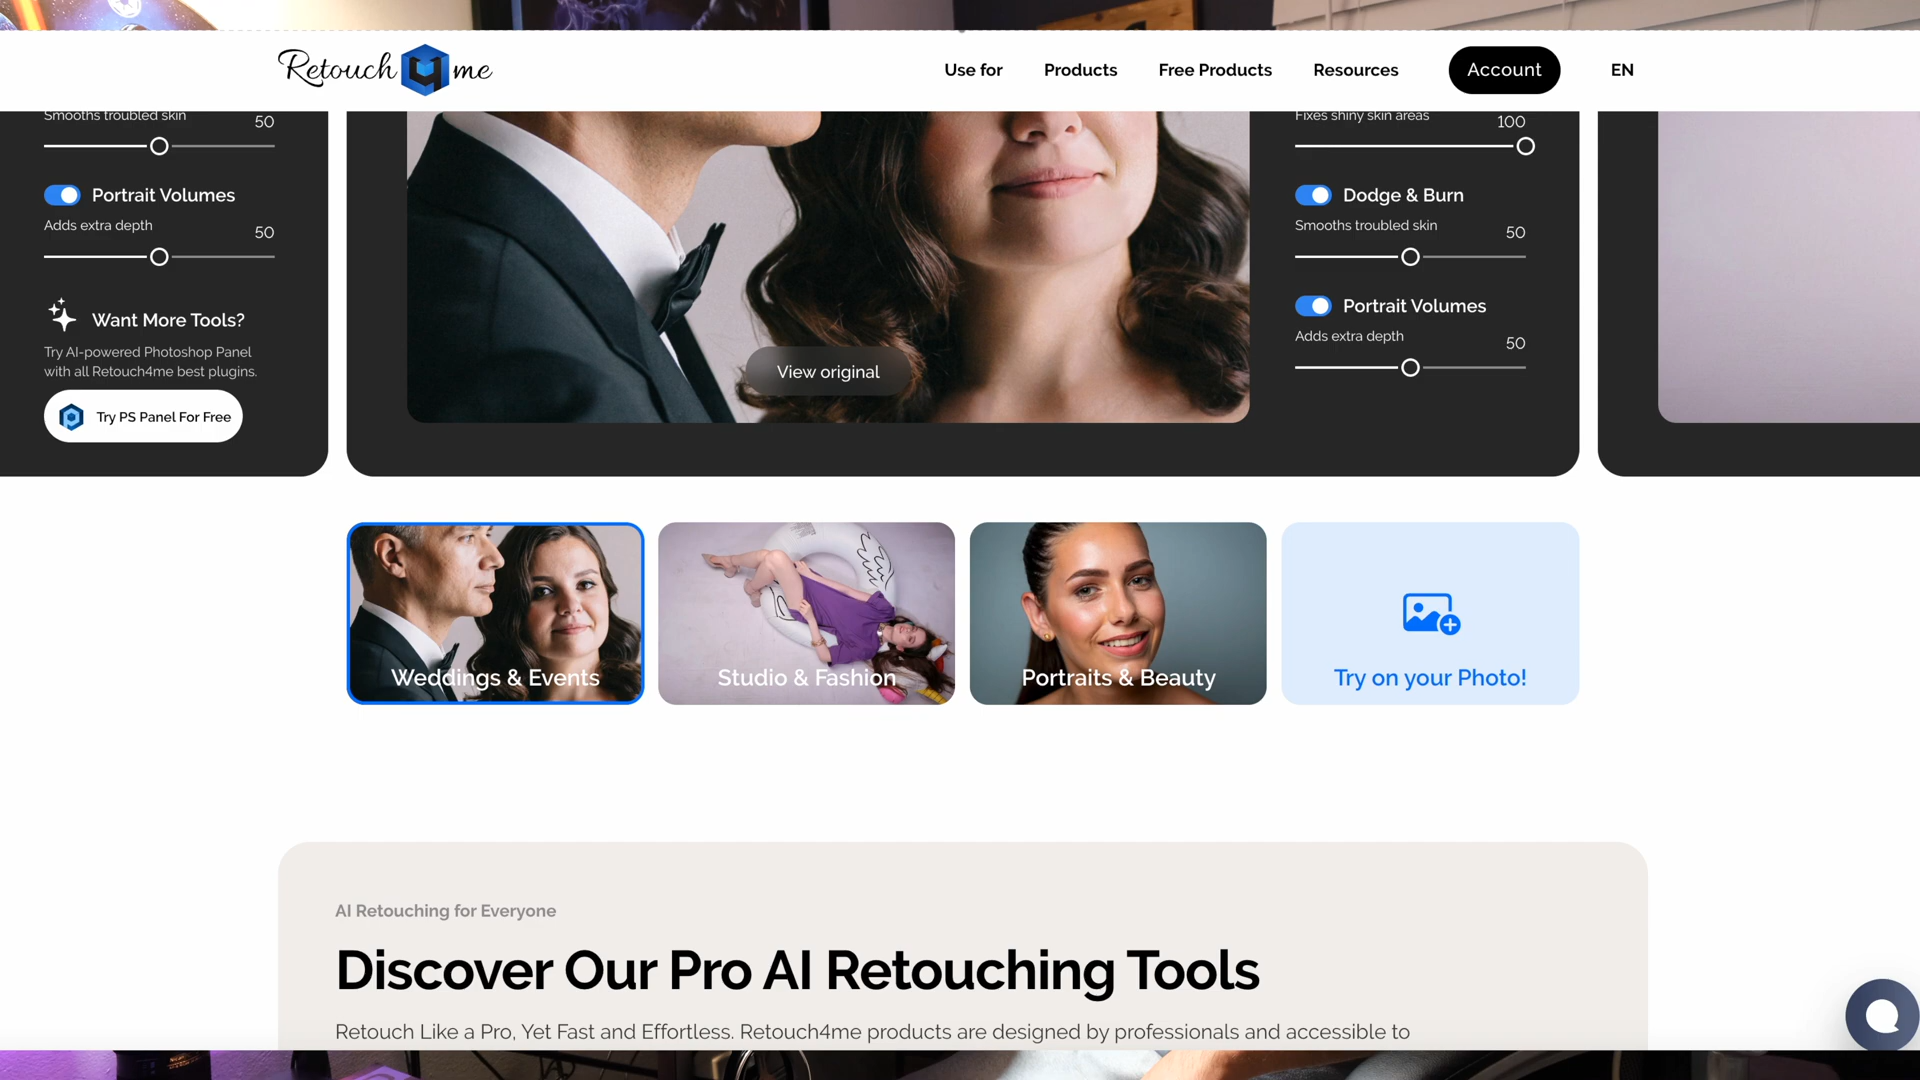 Retouch4me
Use for
Products
Free Products
Resources
Account
EN
Smooths troubled skin
50
Portrait Volumes
Adds extra depth
50
Want More Tools?
Try AI-powered Photoshop Panel
with all Retouch4me best plugins.
Try PS Panel For Free
View original
Fixes shiny skin areas
100
Dodge & Burn
Smooths troubled skin
50
Portrait Volumes
Adds extra depth
50
Weddings & Events
Studio & Fashion
Portraits & Beauty
Try on your Photo!
AI Retouching for Everyone
Discover Our Pro AI Retouching Tools
Retouch Like a Pro, Yet Fast and Effortless. Retouch4me products are designed by professionals and accessible to